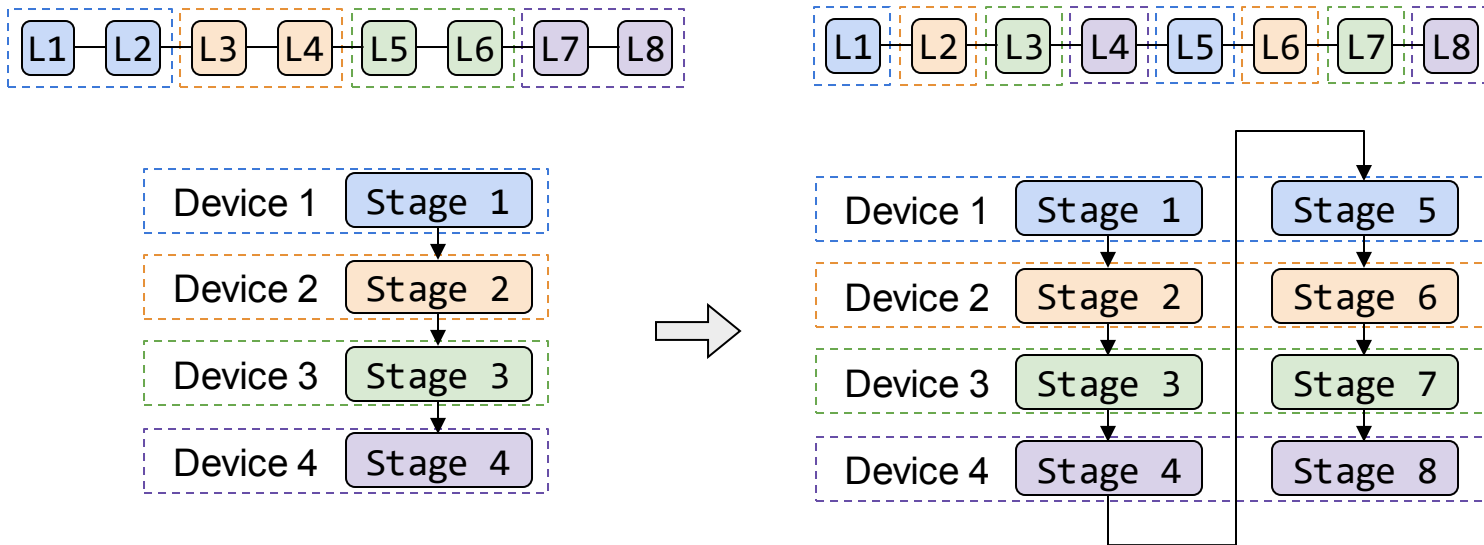 L1 L2 L3 L4 L5 L6 L7 L8
Device 1 Stage 1
Device 2 Stage 2
Device 3 Stage 3
Device 4 Stage 4
L1 L2 L3 L4 L5 L6 L7 L8
Device 1 Stage 1 Stage 5
Device 2 Stage 2 Stage 6
Device 3 Stage 3 Stage 7
Device 4 Stage 4 Stage 8